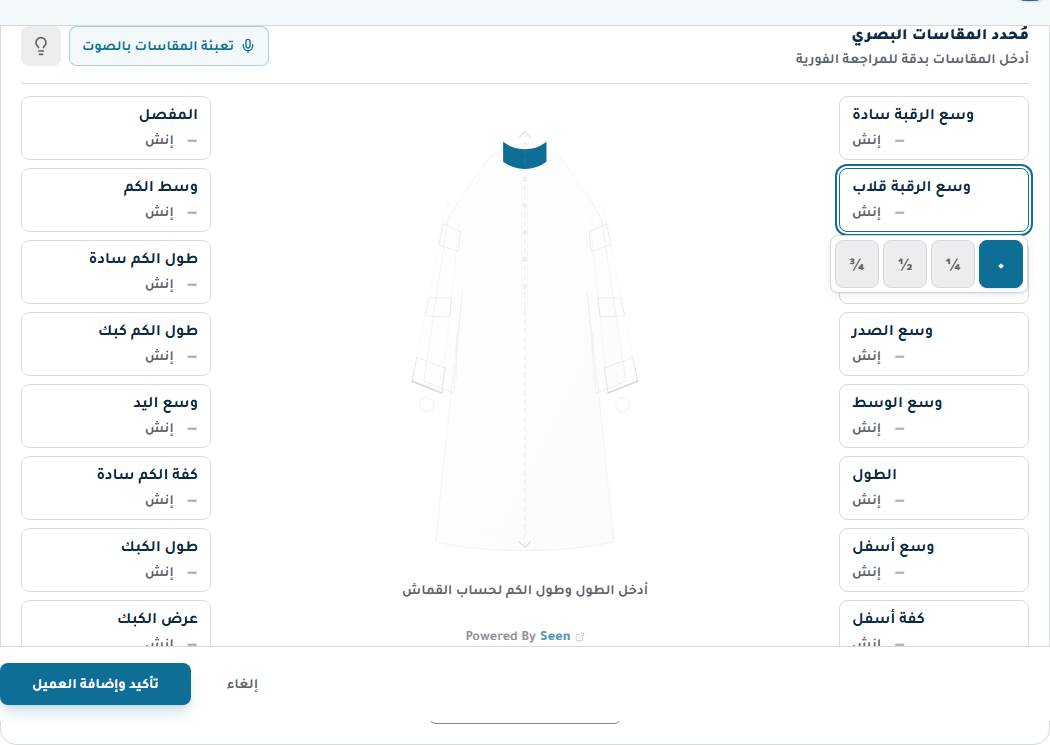 مُحدد المقاسات البصري
أدخل المقاسات بدقة للمراجعة الفورية
تعبئة المقاسات بالصوت
وسع الرقبة سادة
– إنش
وسع الرقبة قلاب
– إنش
٠ ¼ ½ ¾
وسع الصدر
– إنش
وسع الوسط
– إنش
الطول
– إنش
وسع أسفل
– إنش
كفة أسفل
– إنش
أدخل الطول وطول الكم لحساب القماش
Powered By Seen
المفصل
– إنش
وسط الكم
– إنش
طول الكم سادة
– إنش
طول الكم كبك
– إنش
وسع اليد
– إنش
كفة الكم سادة
– إنش
طول الكبك
– إنش
عرض الكبك
– إنش
إلغاء
تأكيد وإضافة العميل